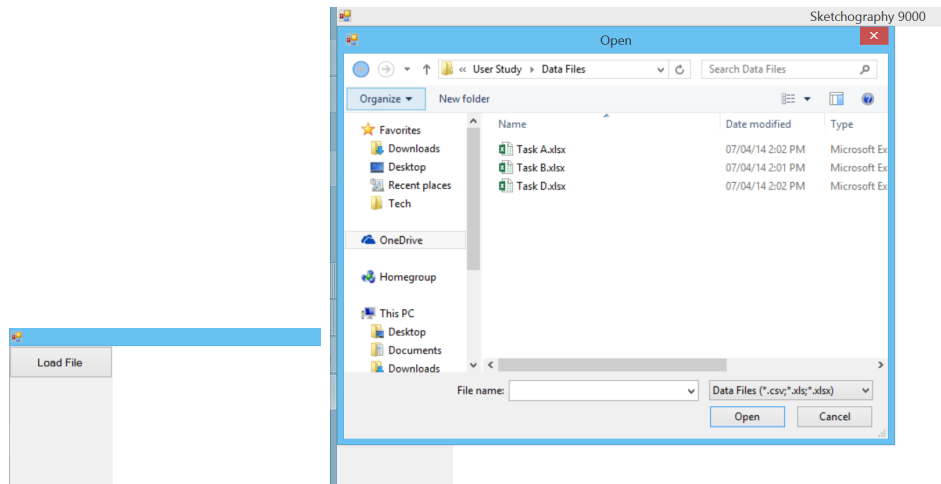 Sketchography 9000
Open
« User Study Data Files
Search Data Files
Organize
New folder
Favorites
Downloads
Desktop
Recent places
Tech
OneDrive
Homegroup
This PC
Desktop
Documents
Downloads
Name Date modified Type
Task A.xlsx 07/04/14 2:02 PM Microsoft Ex
Task B.xlsx 07/04/14 2:01 PM Microsoft Ex
Task D.xlsx 07/04/14 2:02 PM Microsoft Ex
File name:
Data Files (*.csv;*.xls;*.xlsx)
Open Cancel
Load File